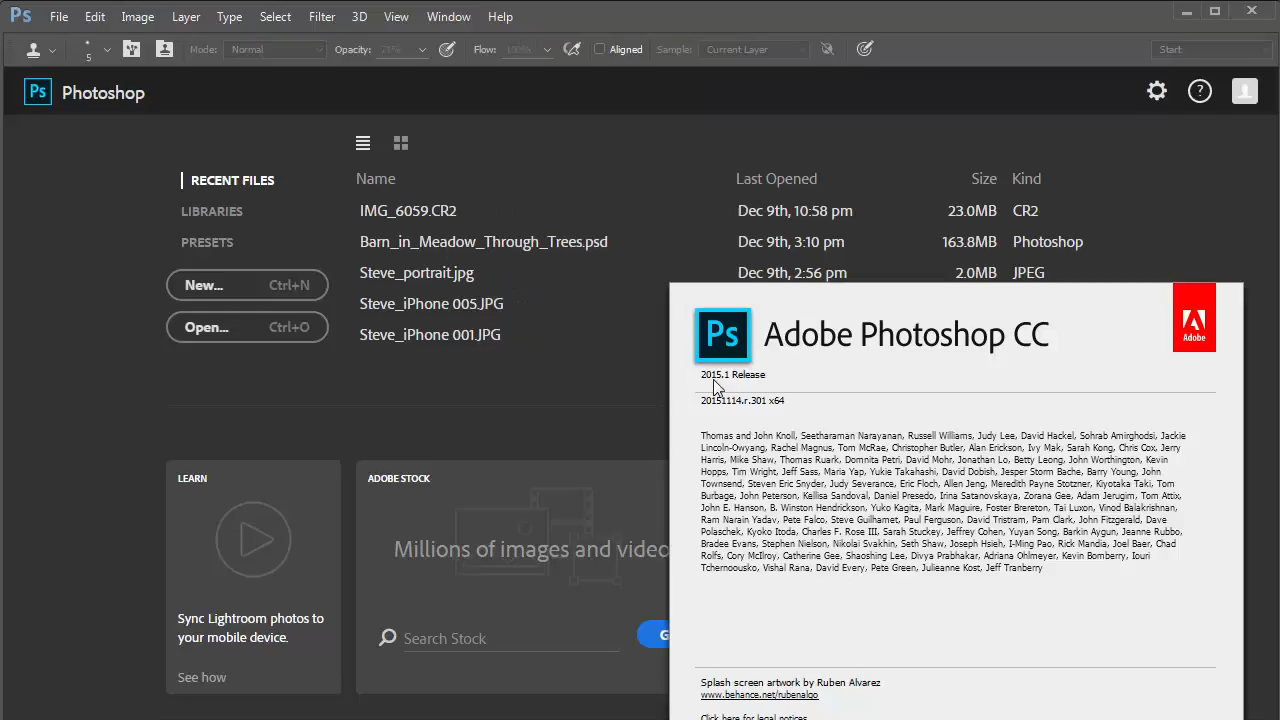 Ps File Edit Image Layer Type Select Filter 3D View Window Help
5 Mode: Normal Opacity: Flow: 100% Aligned Sample: Current Layer Start:
Ps Photoshop ?
RECENT FILES Name Last Opened Size Kind
LIBRARIES IMG_6059.CR2 Dec 9th, 10:58 pm 23.0MB CR2
PRESETS Barn_in_Meadow_Through_Trees.psd Dec 9th, 3:10 pm 163.8MB Photoshop
New... Ctrl+N Steve_portrait.jpg Dec 9th, 2:56 pm 2.0MB JPEG
Steve_iPhone 005.JPG
Open... Ctrl+O Steve_iPhone 001.JPG
Ps Adobe Photoshop CC Adobe
2015.1 Release
20151114.r.301 x64
Thomas and John Knoll, Seetharaman Narayanan, Russell Williams, Judy Lee, David Hackel, Sohrab Amirghodsi, Jackie
Lincoln-Owyang, Rachel Magnus, Tom McRae, Christopher Butler, Alan Erickson, Ivy Mak, Sarah Kong, Chris Cox, Jerry
Harris, Mike Shaw, Thomas Ruark, Domnita Petri, David Mohr, Jonathan Lo, Betty Leong, John Worthington, Kevin
Hopps, Tim Wright, Jeff Sass, Maria Yap, Yukie Takahashi, David Dobish, Jesper Storm Bache, Barry Young, John
Townsend, Steven Eric Snyder, Judy Severance, Eric Floch, Allen Jeng, Meredith Payne Stotzner, Kiyotaka Taki, Tom
Burbage, John Peterson, Kellisa Sandoval, Daniel Presedo, Irina Satanovskaya, Zorana Gee, Adam Jerugim, Tom Attix,
John E. Hanson, B. Winston Hendrickson, Yuko Kagita, Mark Maguire, Foster Brereton, Tai Luxon, Vinod Balakrishnan,
Ram Narain Yadav, Pete Falco, Steve Guilhamet, Paul Ferguson, David Tristram, Pam Clark, John Fitzgerald, Dave
Polaschek, Kyoko Itoda, Charles F. Rose III, Sarah Stuckey, Jeffrey Cohen, Yuyan Song, Barkin Aygun, Jeanne Rubbo,
Bradee Evans, Stephen Nielson, Nikolai Svakhin, Seth Shaw, Joseph Hsieh, I-Ming Pao, Rick Mandia, Joel Baer, Chad
Rolfs, Cory McIlroy, Catherine Gee, Shaoshing Lee, Divya Prabhakar, Adriana Ohlmeyer, Kevin Bomberry, Iouri
Tchernoousko, Vishal Rana, David Every, Pete Green, Julieanne Kost, Jeff Tranberry
LEARN
Sync Lightroom photos to
your mobile device.
See how
ADOBE STOCK
Millions of images and video
Search Stock G
Splash screen artwork by Ruben Alvarez
www.behance.net/rubenalgo
Click here for legal notices